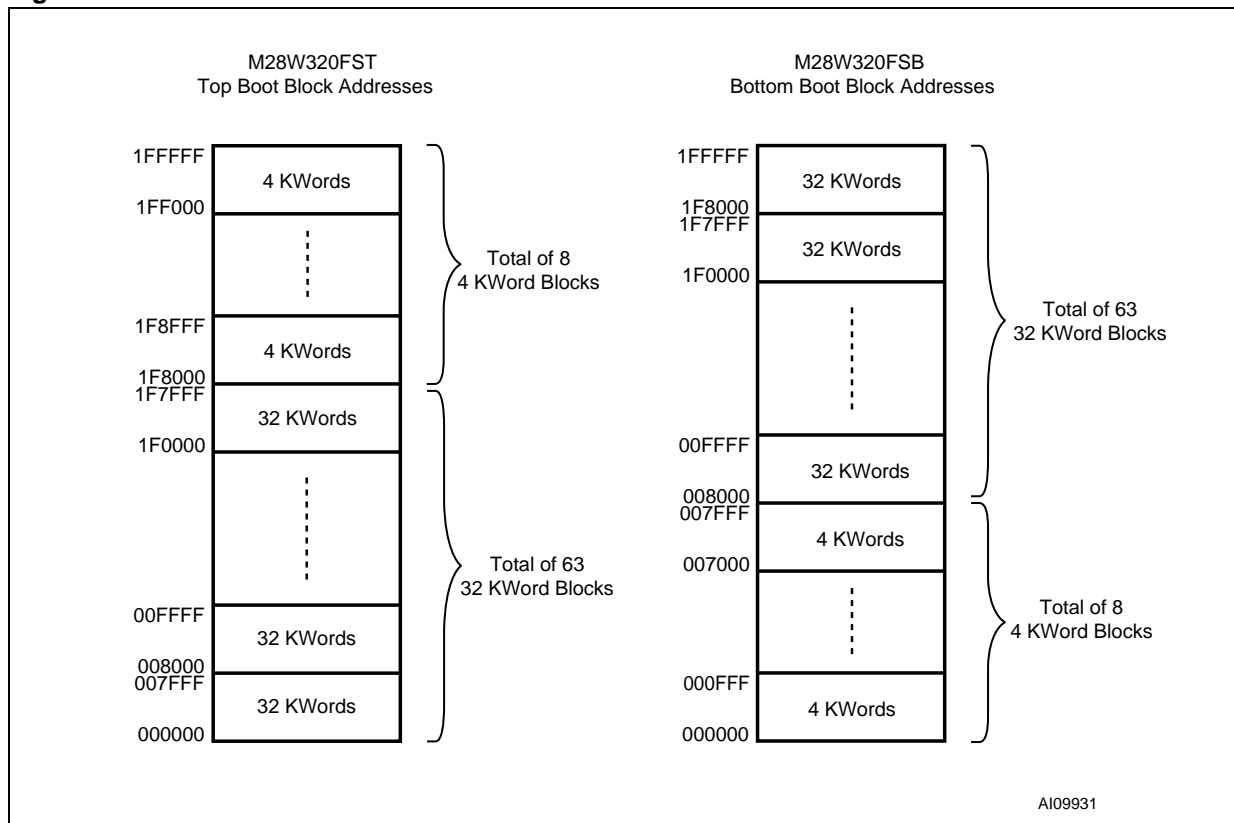 M28W320FST
Top Boot Block Addresses
1FFFFF
4 KWords
1FF000
Total of 8
4 KWord Blocks
1F8FFF
4 KWords
1F8000
1F7FFF
32 KWords
1F0000
Total of 63
32 KWord Blocks
00FFFF
32 KWords
008000
007FFF
32 KWords
000000
M28W320FSB
Bottom Boot Block Addresses
1FFFFF
32 KWords
1F8000
1F7FFF
32 KWords
1F0000
Total of 63
32 KWord Blocks
00FFFF
32 KWords
008000
007FFF
4 KWords
007000
Total of 8
4 KWord Blocks
000FFF
4 KWords
000000
AI09931